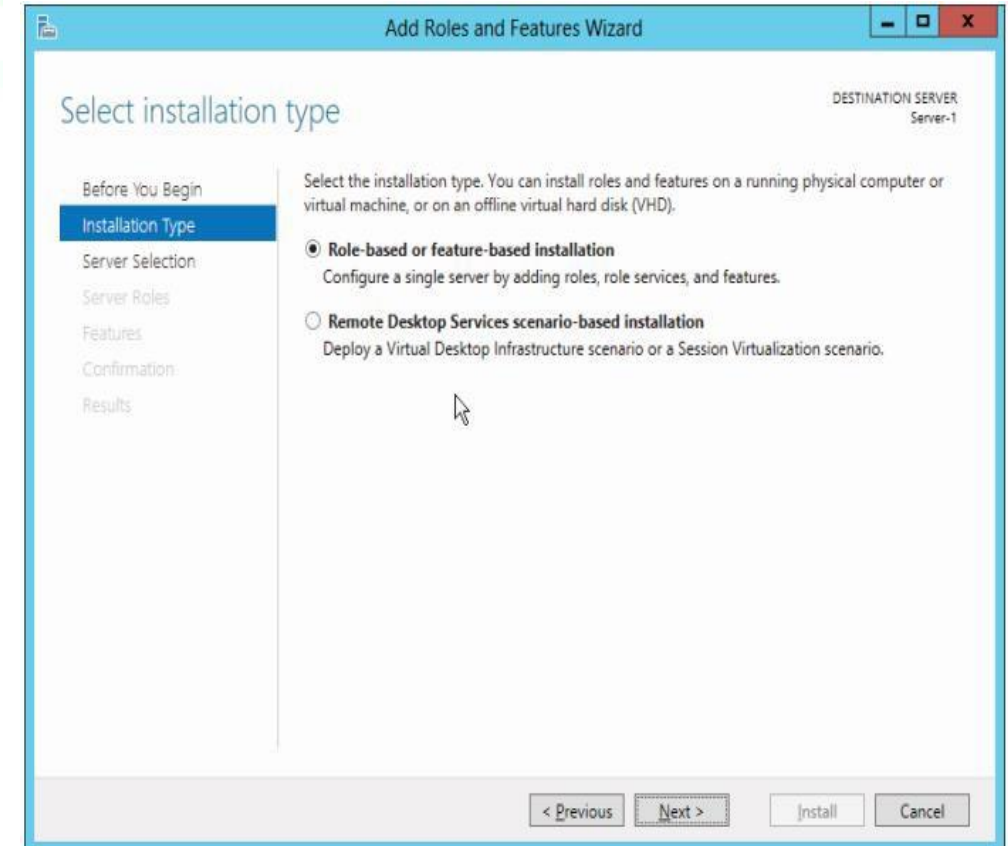 Add Roles and Features Wizard
Select installation type
DESTINATION SERVER
Server-1
Before You Begin
Installation Type
Server Selection
Server Roles
Features
Confirmation
Results
Select the installation type. You can install roles and features on a running physical computer or
virtual machine, or on an offline virtual hard disk (VHD).
Role-based or feature-based installation
Configure a single server by adding roles, role services, and features.
Remote Desktop Services scenario-based installation
Deploy a Virtual Desktop Infrastructure scenario or a Session Virtualization scenario.
< Previous
Next >
Install
Cancel